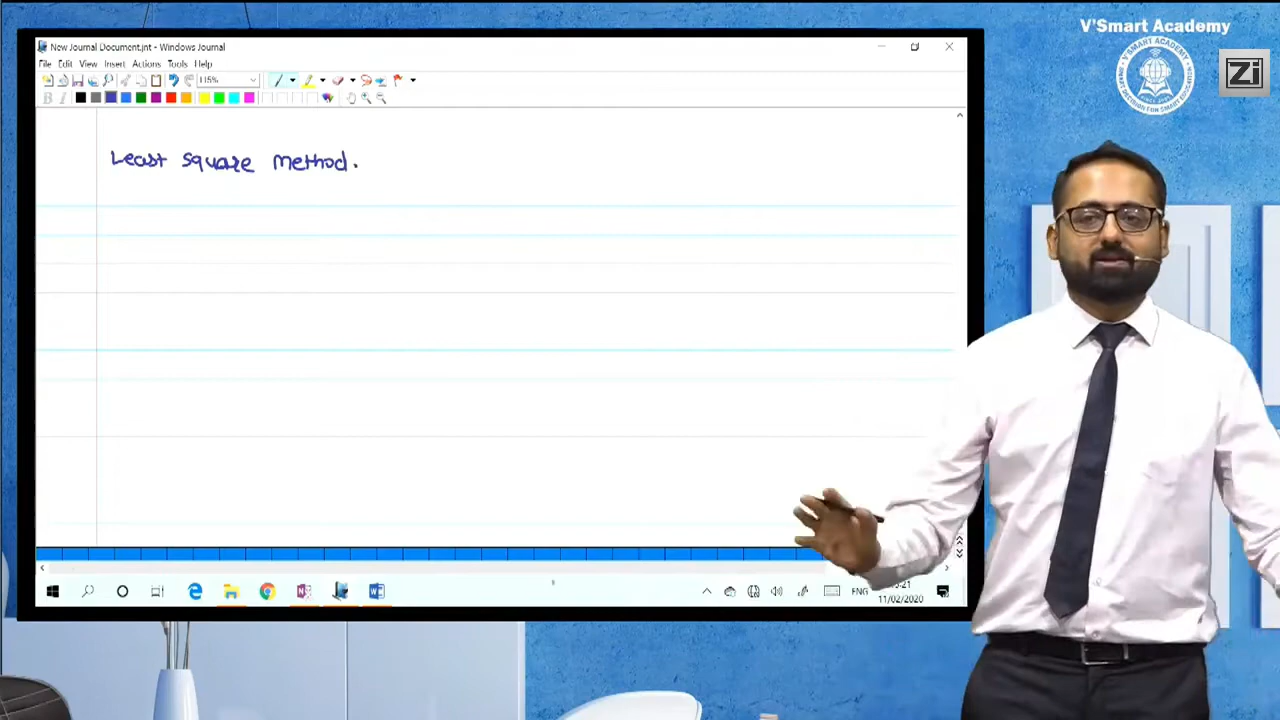 V'Smart Academy
New Journal Document.jnt - Windows Journal
Zi
File Edit View Insert Actions Tools Help
115%
B I
Least square method.
ENG
11/02/2020